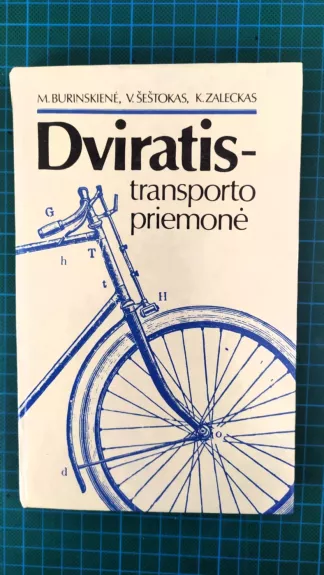 M. BURINSKIENĖ, V. ŠEŠTOKAS, K. ZALECKAS
Dviratis-
transporto
priemonė
G
h
T
t
H
o
d